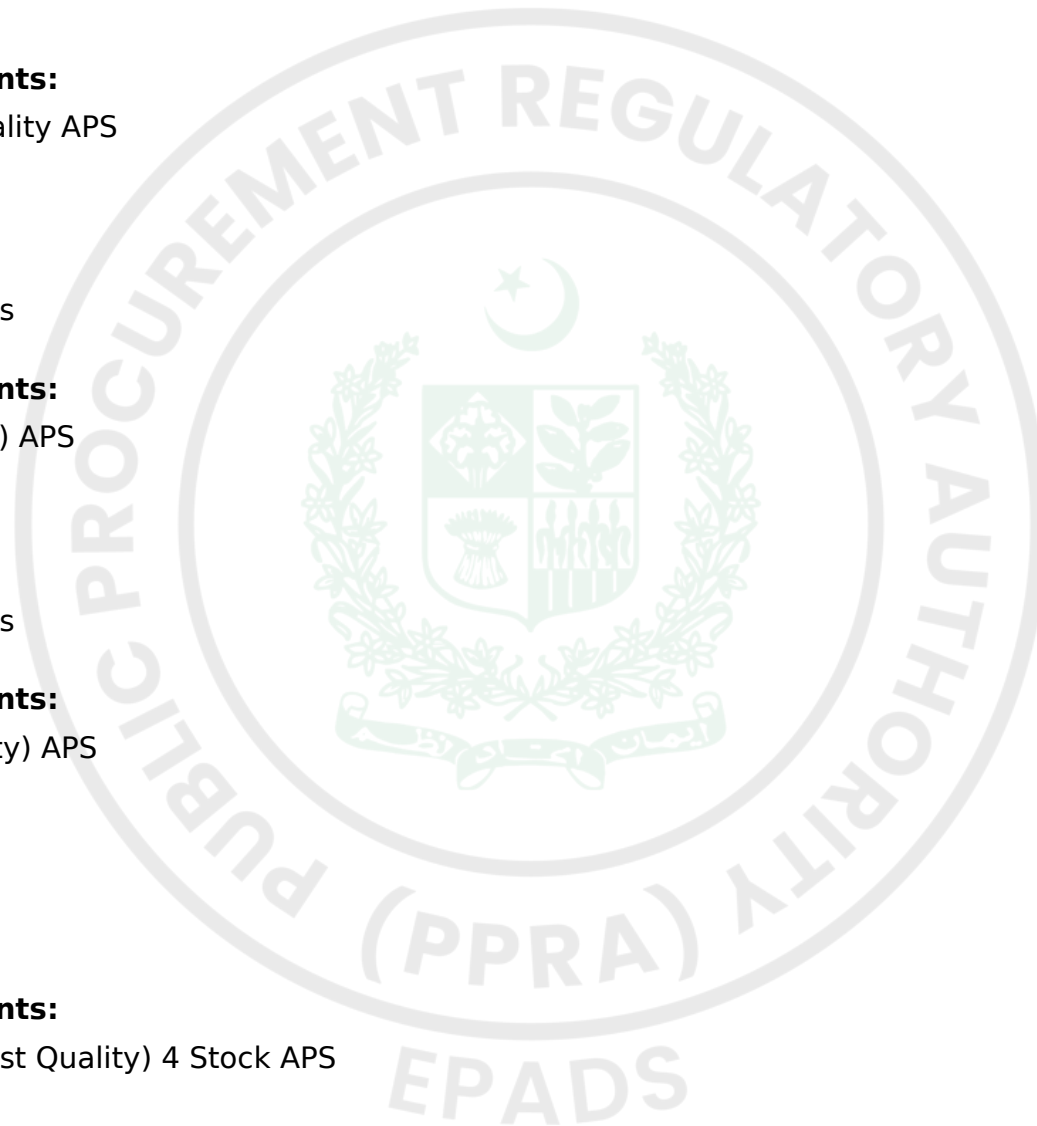 nts:
ality APS
s
nts:
) APS
s
nts:
ty) APS
nts:
st Quality) 4 Stock APS
PUBLIC PROCUREMENT REGULATORY AUTHORITY
(PPRA)
EPADS